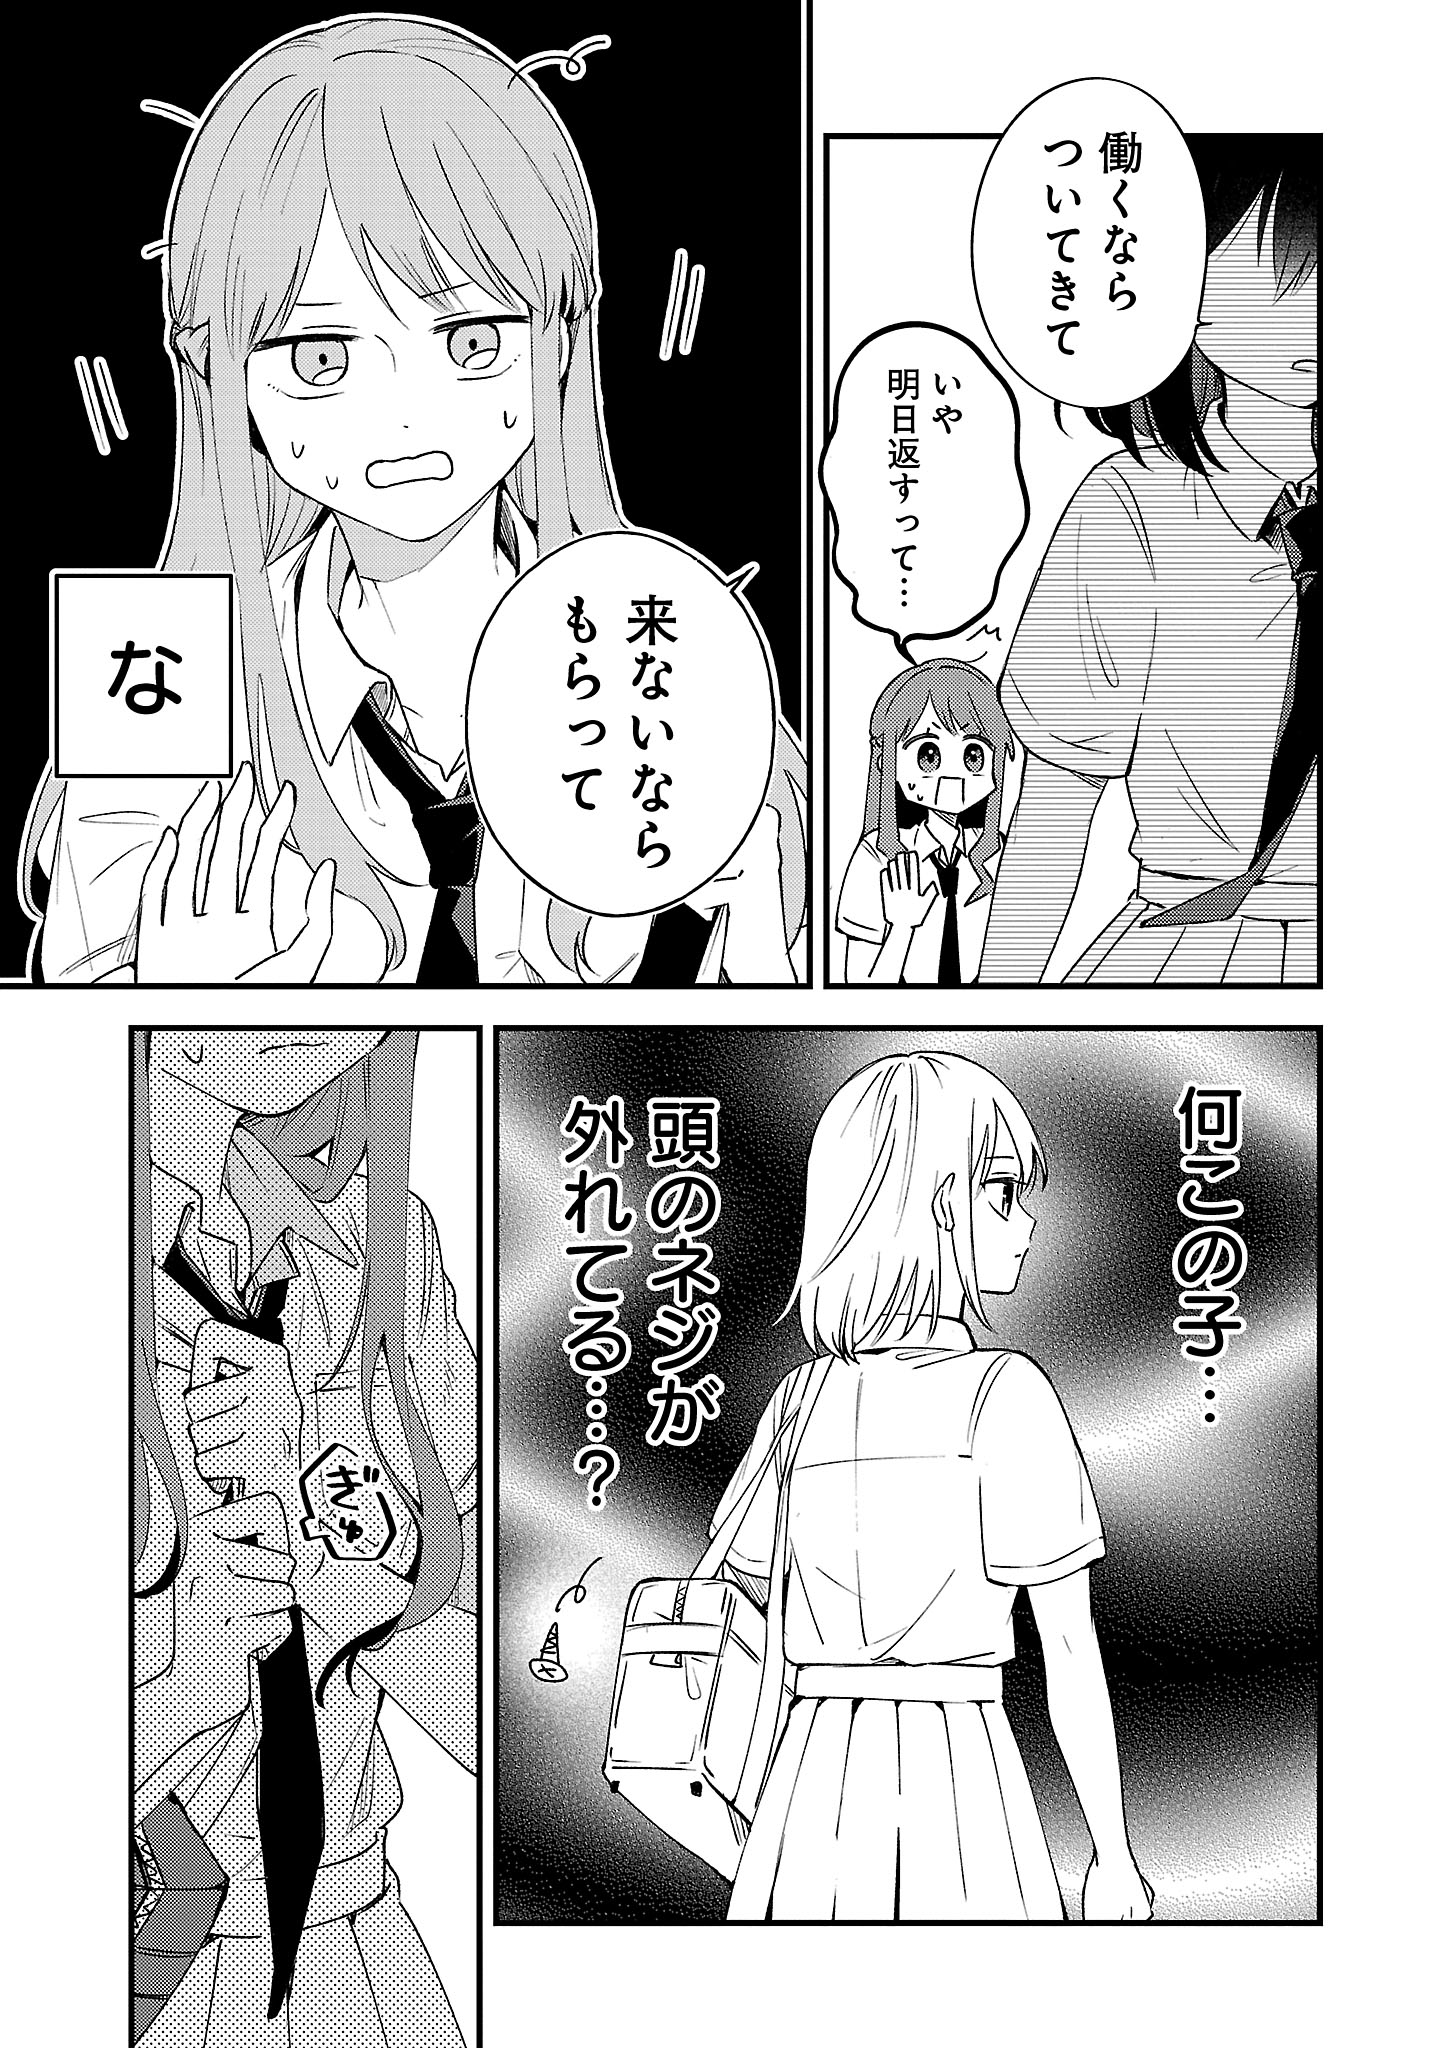 働くなら
ついてきて
いや
明日返すって…
来ないなら
もらって
な
何この子…
頭のネジが
外れてる……?
ぎゅ